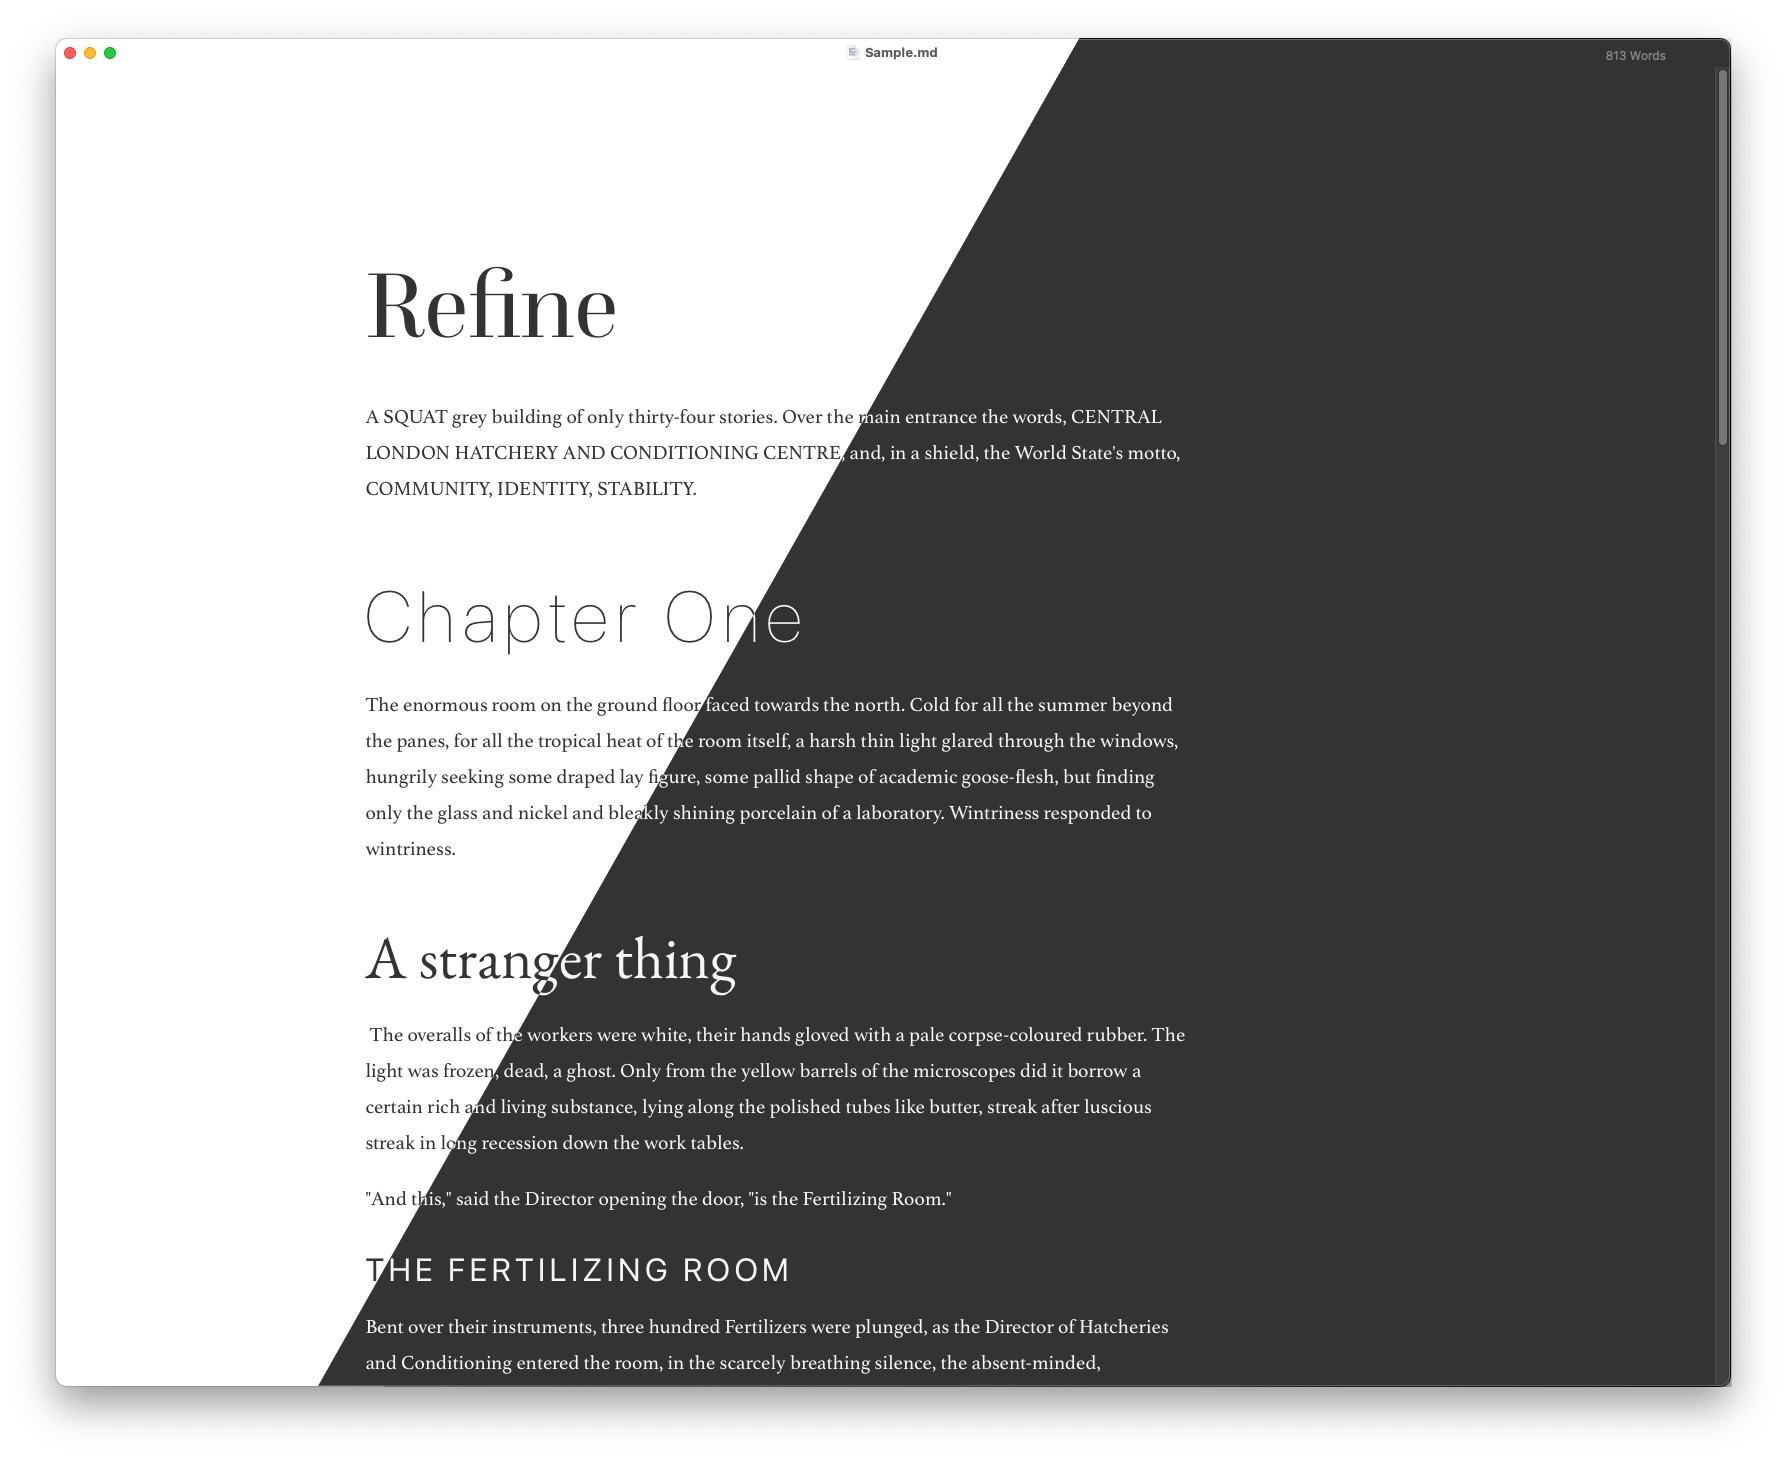 Sample.md
813 Words
Refine
A SQUAT grey building of only thirty-four stories. Over the main entrance the words, CENTRAL
LONDON HATCHERY AND CONDITIONING CENTRE, and, in a shield, the World State's motto,
COMMUNITY, IDENTITY, STABILITY.
Chapter One
The enormous room on the ground floor faced towards the north. Cold for all the summer beyond
the panes, for all the tropical heat of the room itself, a harsh thin light glared through the windows,
hungrily seeking some draped lay figure, some pallid shape of academic goose-flesh, but finding
only the glass and nickel and bleakly shining porcelain of a laboratory. Wintriness responded to
wintriness.
A stranger thing
The overalls of the workers were white, their hands gloved with a pale corpse-coloured rubber. The
light was frozen, dead, a ghost. Only from the yellow barrels of the microscopes did it borrow a
certain rich and living substance, lying along the polished tubes like butter, streak after luscious
streak in long recession down the work tables.
"And this," said the Director opening the door, "is the Fertilizing Room."
THE FERTILIZING ROOM
Bent over their instruments, three hundred Fertilizers were plunged, as the Director of Hatcheries
and Conditioning entered the room, in the scarcely breathing silence, the absent-minded,